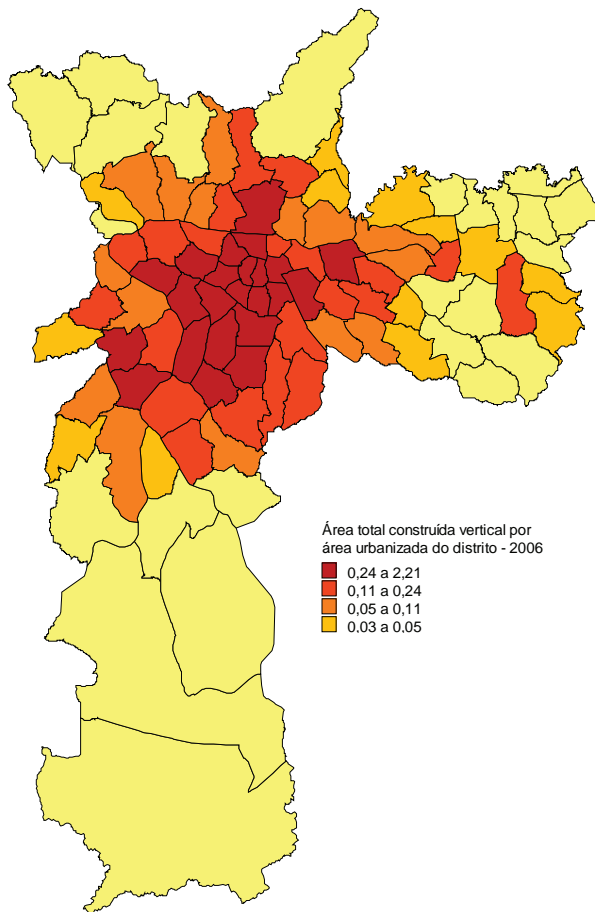 Área total construída vertical por
área urbanizada do distrito - 2006
0,24 a 2,21
0,11 a 0,24
0,05 a 0,11
0,03 a 0,05